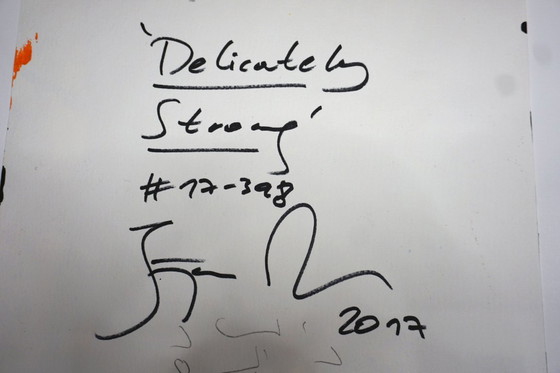 'Delicately
Strong'
#17-398
2017